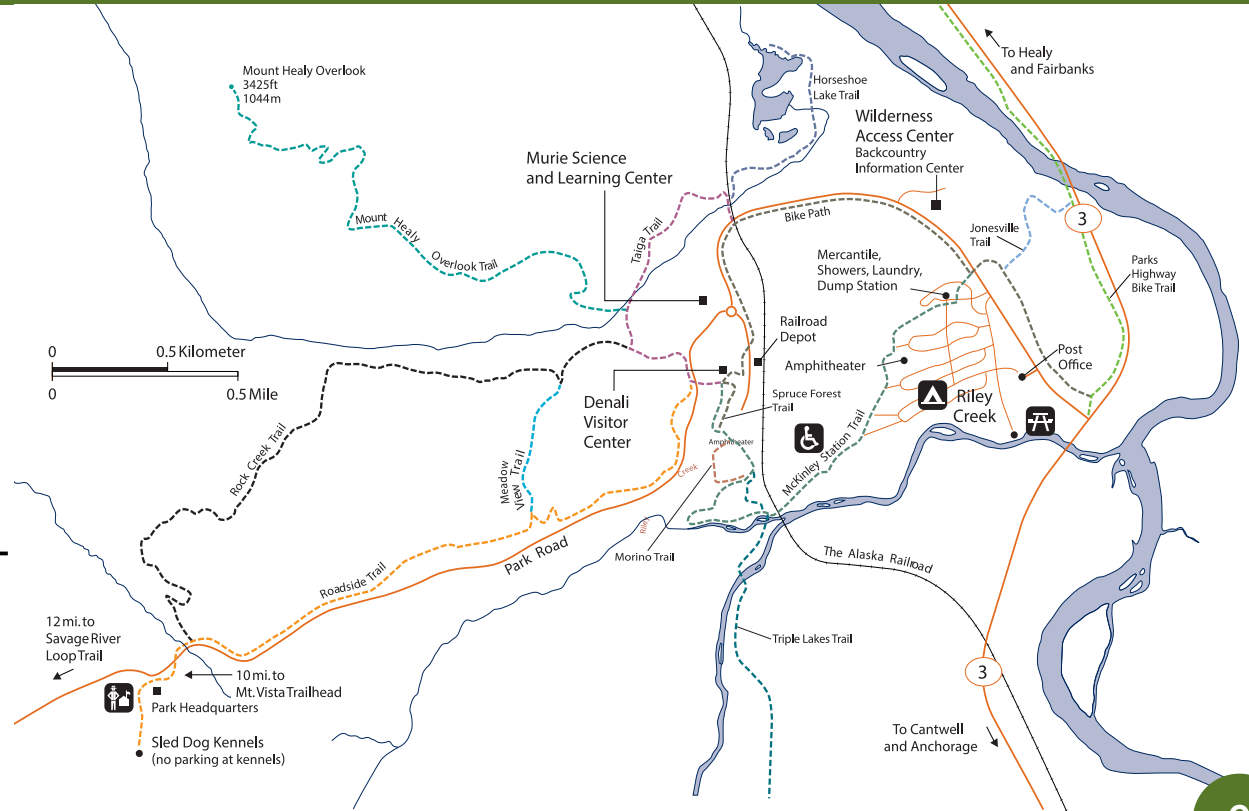 To Healy
and Fairbanks
Mount Healy Overlook
3425ft
1044m
Horseshoe
Lake Trail
Wilderness
Access Center
Backcountry
Information Center
Murie Science
and Learning Center
Taiga Trail
Bike Path
3
Jonesville
Trail
Mount Healy Overlook Trail
Mercantile,
Showers, Laundry,
Dump Station
Parks
Highway
Bike Trail
0 0.5 Kilometer
0 0.5 Mile
Railroad
Depot
Amphitheater
Post
Office
Denali
Visitor
Center
Spruce Forest
Trail
Riley
Creek
Amphitheater
Rock Creek Trail
Meadow
View Trail
McKinley Station Trail
Creek
Riley
Morino Trail
Park Road
The Alaska Railroad
Roadside Trail
12 mi. to
Savage River
Loop Trail
Triple Lakes Trail
10 mi. to
Mt. Vista Trailhead
3
Park Headquarters
To Cantwell
and Anchorage
Sled Dog Kennels
(no parking at kennels)